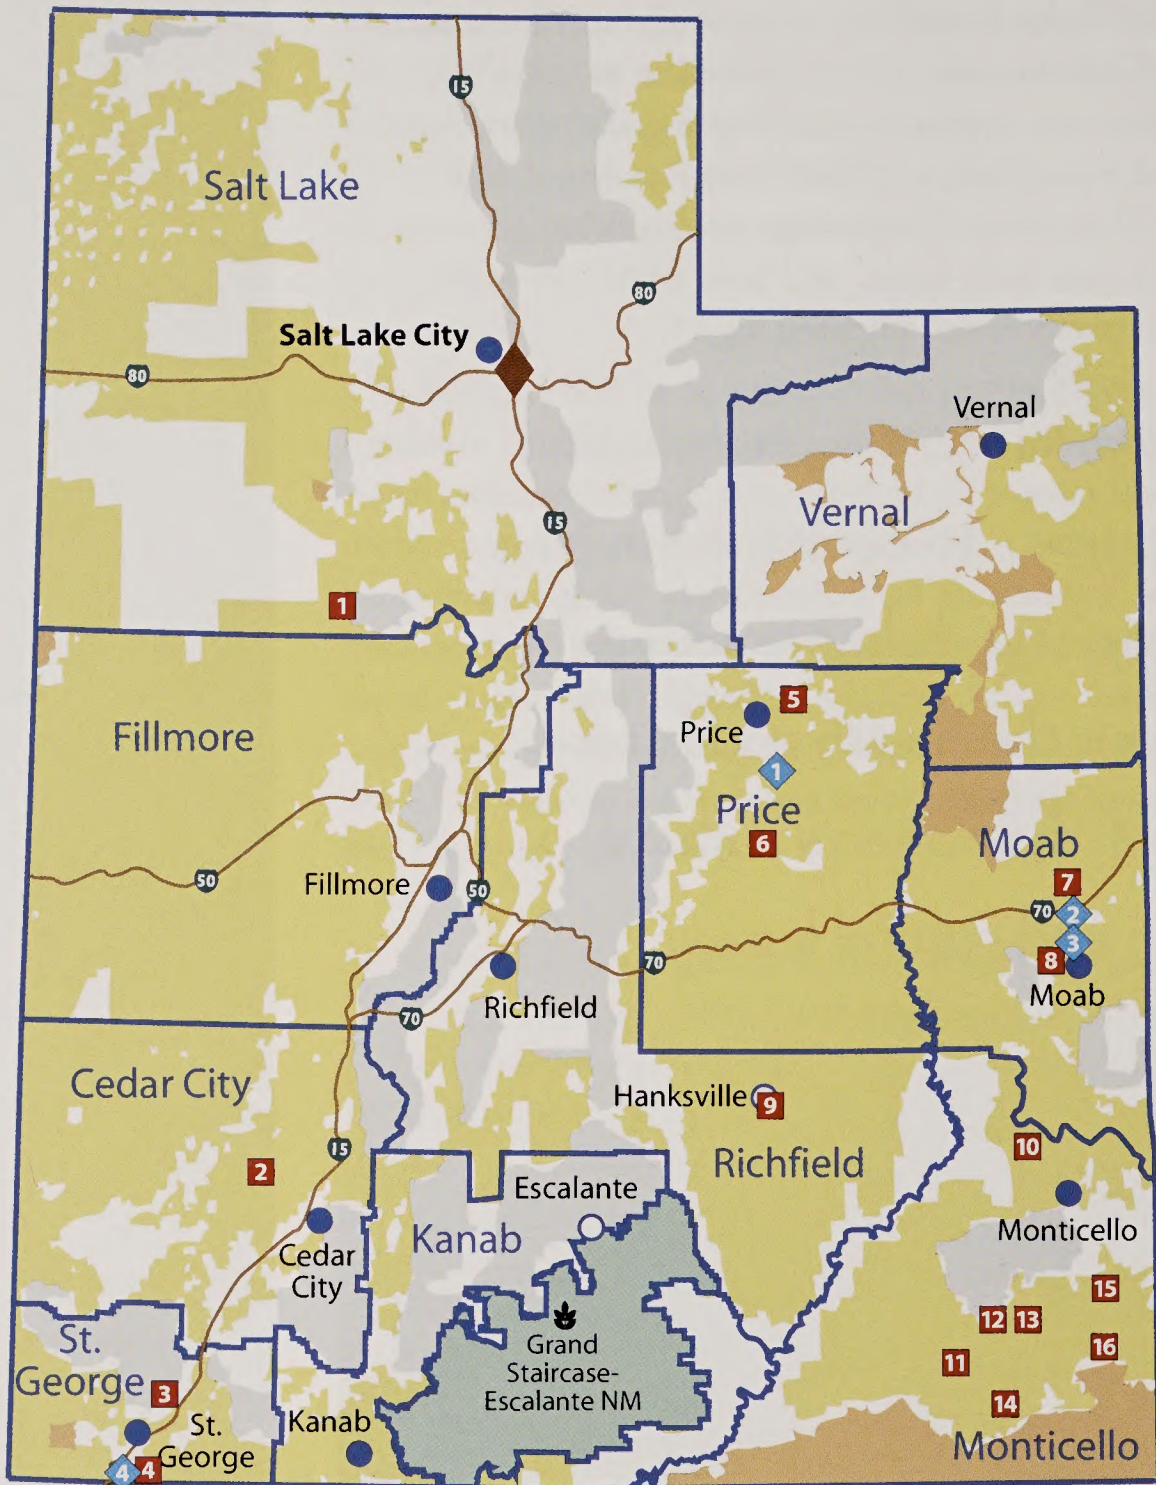 15
Salt Lake
80
Salt Lake City
80
Vernal
Vernal
15
1
Fillmore
5
Price
1
Price
6
Moab
7
50
Fillmore
50
70
2
3
70
8
Richfield
Moab
70
Cedar City
Hanksville
9
15
10
2
Richfield
Escalante
Monticello
Kanab
Cedar
City
15
12
13
Grand
Staircase-
Escalante NM
16
11
St.
George
3
14
St.
George
Kanab
Monticello
4
4